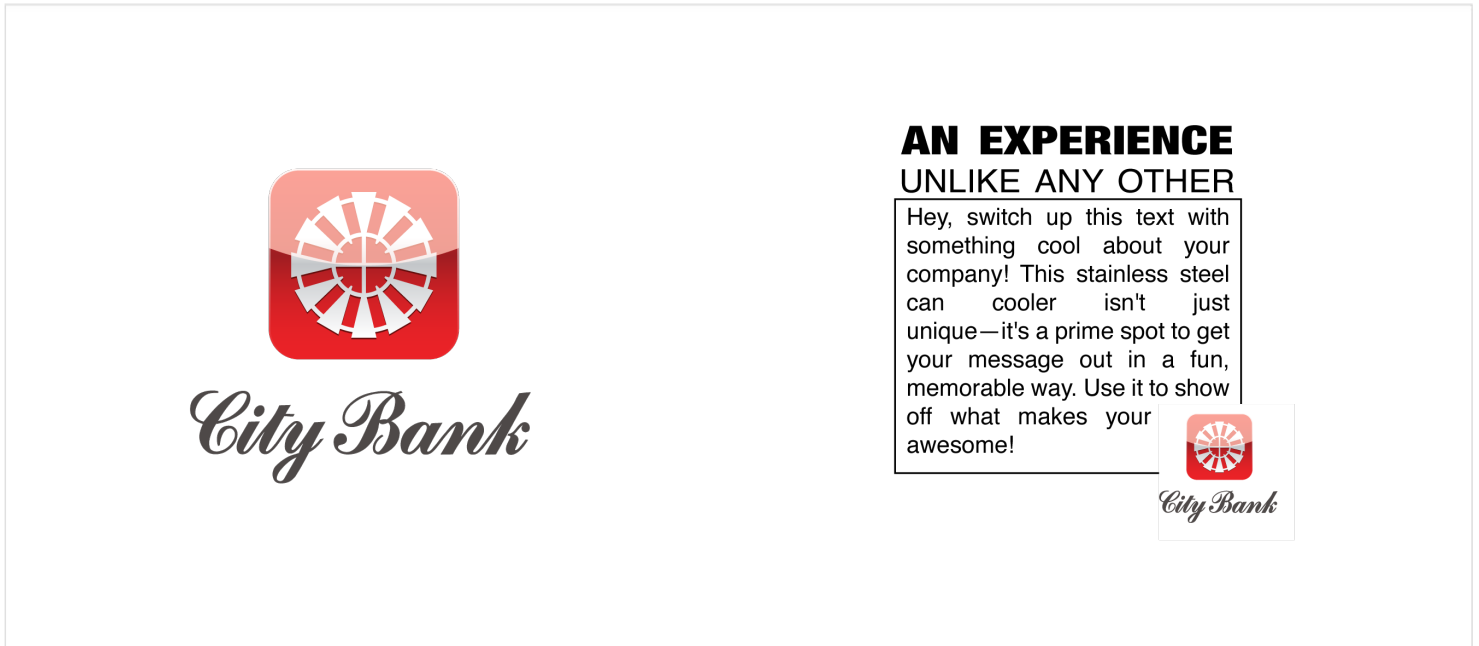 City Bank
AN EXPERIENCE
UNLIKE ANY OTHER
Hey, switch up this text with
something cool about your
company! This stainless steel
can cooler isn't just
unique—it's a prime spot to get
your message out in a fun,
memorable way. Use it to show
off what makes your
awesome!
City Bank